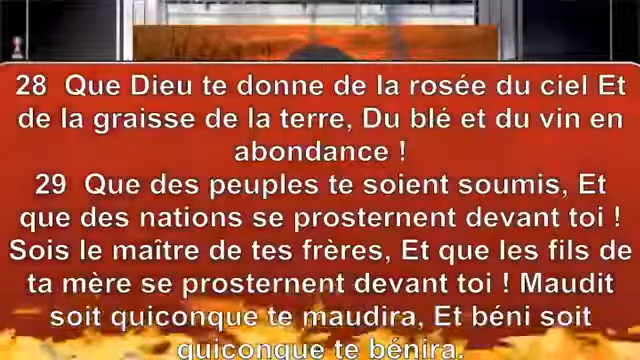 28 Que Dieu te donne de la rosée du ciel Et
de la graisse de la terre, Du blé et du vin en
abondance !
29 Que des peuples te soient soumis, Et
que des nations se prosternent devant toi !
Sois le maître de tes frères, Et que les fils de
ta mère se prosternent devant toi ! Maudit
soit quiconque te maudira, Et béni soit
quiconque te bénira.